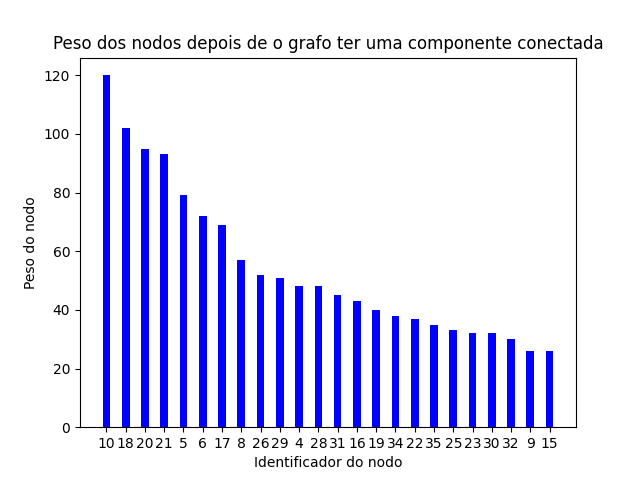 Peso dos nodos depois de o grafo ter uma componente conectada
120
100
80
60
40
20
0
Peso do nodo
10 18 20 21 5 6 17 8 26 29 4 28 31 16 19 34 22 35 25 23 30 32 9 15
Identificador do nodo